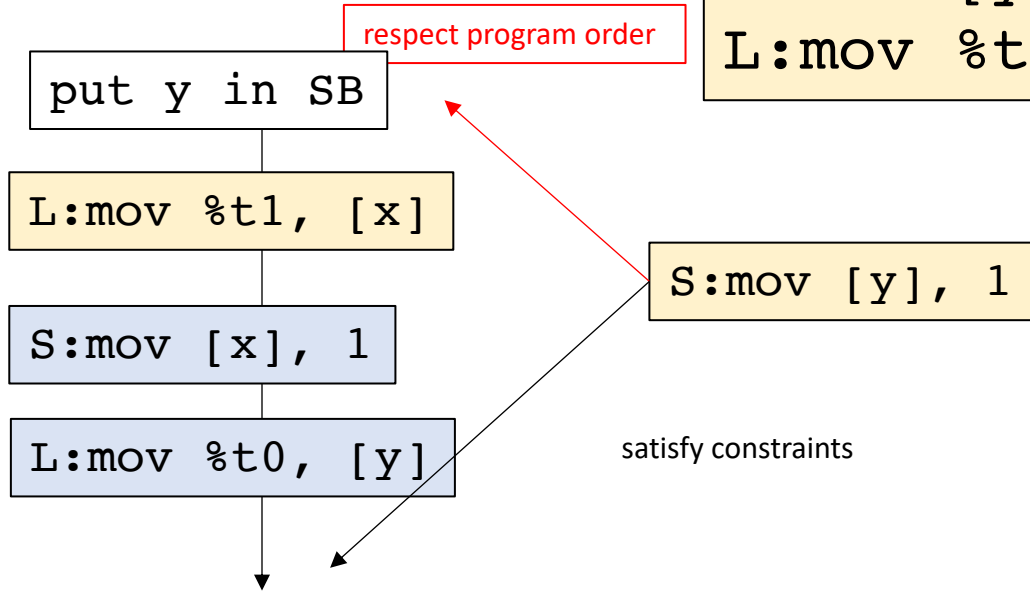 respect program order
L:mov %t
put y in SB
L:mov %t1, [x]
S:mov [y], 1
S:mov [x], 1
L:mov %t0, [y]
satisfy constraints